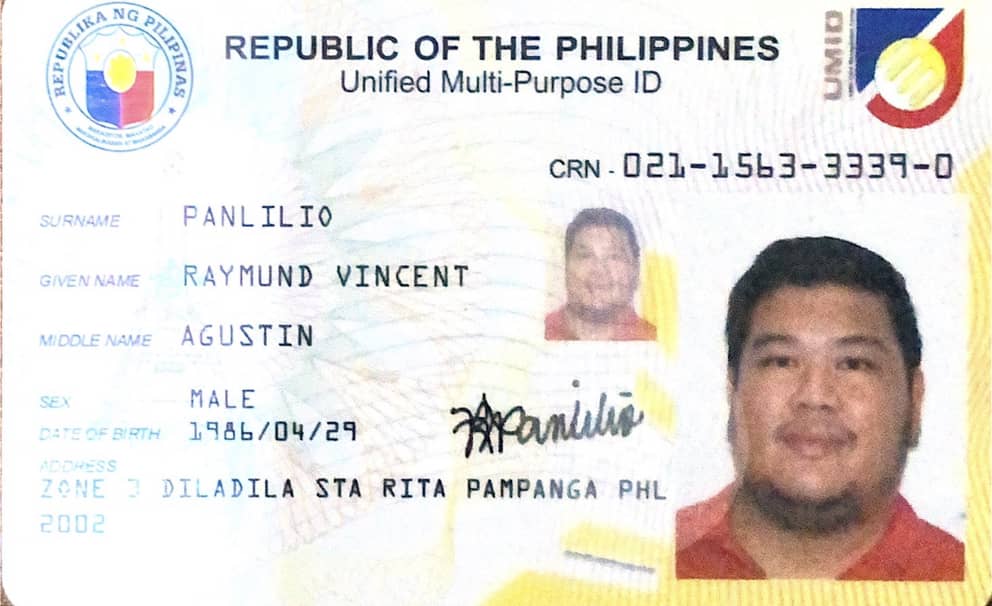 REPUBLIKA NG PILIPINAS
REPUBLIC OF THE PHILIPPINES
Unified Multi-Purpose ID
UMID
CRN - 021-1563-3339-0
SURNAME PANLILIO
GIVEN NAME RAYMUND VINCENT
MIDDLE NAME AGUSTIN
SEX MALE
DATE OF BIRTH 1986/04/29
Panlilio
ADDRESS
ZONE 3 DILADILA STA RITA PAMPANGA PHL
2002